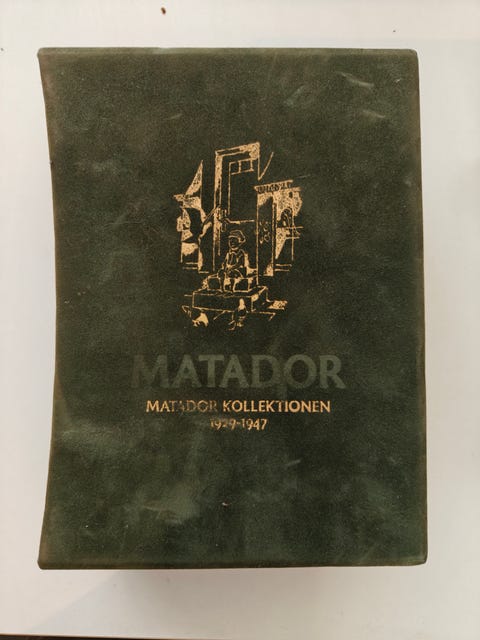 MATADOR
MATADOR KOLLEKTIONEN
1929-1947